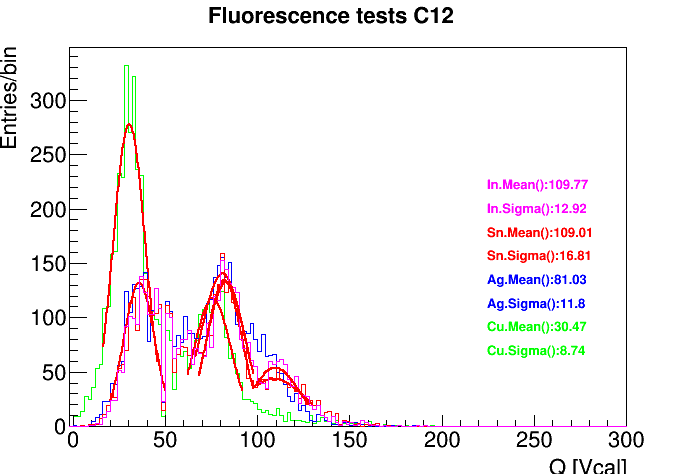 Fluorescence tests C12
Entries/bin
300
250
200
150
100
50
0
In.Mean():109.77
In.Sigma():12.92
Sn.Mean():109.01
Sn.Sigma():16.81
Ag.Mean():81.03
Ag.Sigma():11.8
Cu.Mean():30.47
Cu.Sigma():8.74
0 50 100 150 200 250 300
Q [Vcal]